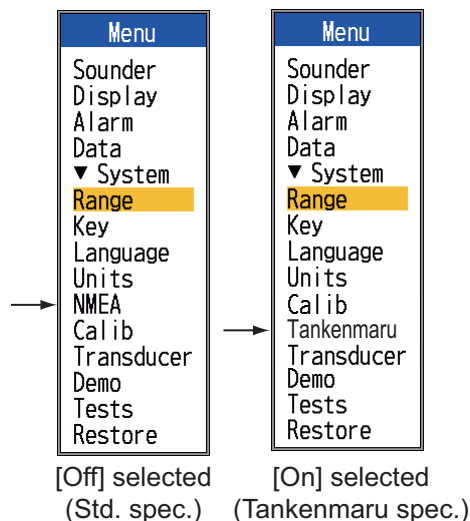 Menu
Sounder
Display
Alarm
Data
▼ System
Range
Key
Language
Units
NMEA
Calib
Transducer
Demo
Tests
Restore
[Off] selected
(Std. spec.)
Menu
Sounder
Display
Alarm
Data
▼ System
Range
Key
Language
Units
Calib
Tankenmaru
Transducer
Demo
Tests
Restore
[On] selected
(Tankenmaru spec.)